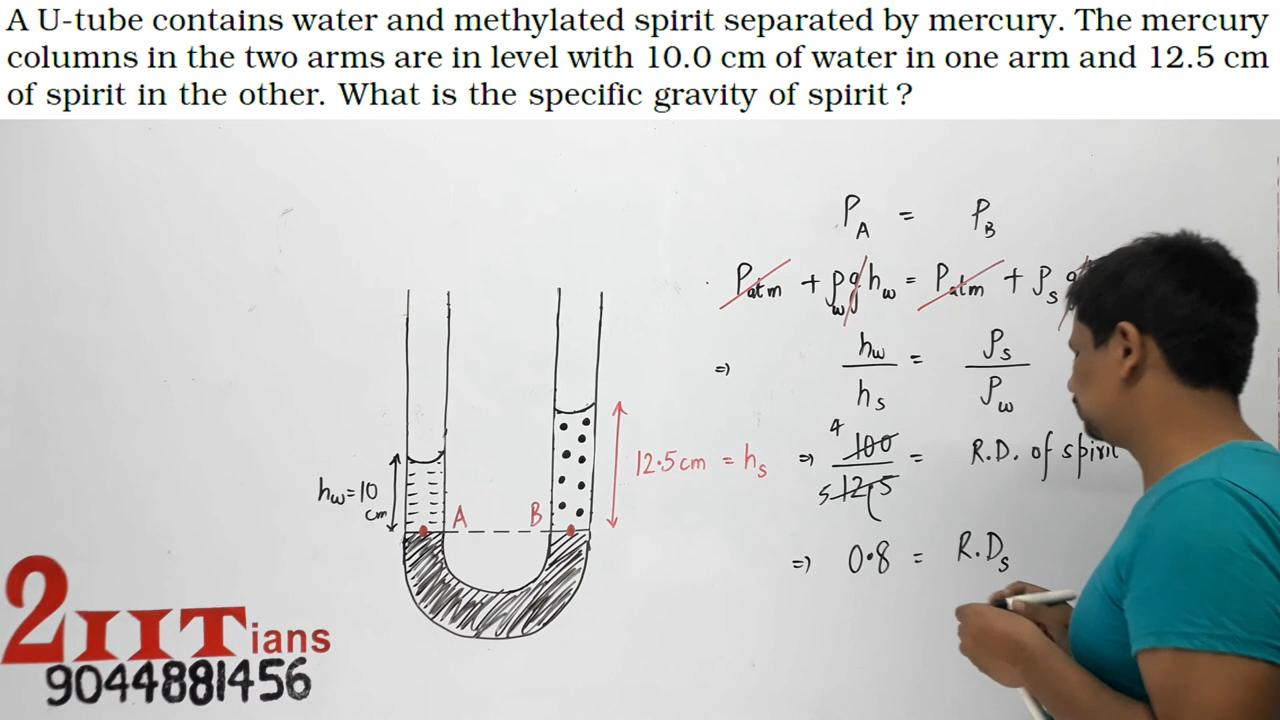 A U-tube contains water and methylated spirit separated by mercury. The mercury
columns in the two arms are in level with 10.0 cm of water in one arm and 12.5 cm
of spirit in the other. What is the specific gravity of spirit ?
P_A = P_B
P_atm + ρ_w g h_w = P_atm + ρ_s g
=> h_w / h_s = ρ_s / ρ_w
=> 4 100 / 5 125 = R.D. of spirit
=> 0.8 = R.D_s
12.5 cm = h_s
h_w = 10
cm
A B
2IITians
9044881456